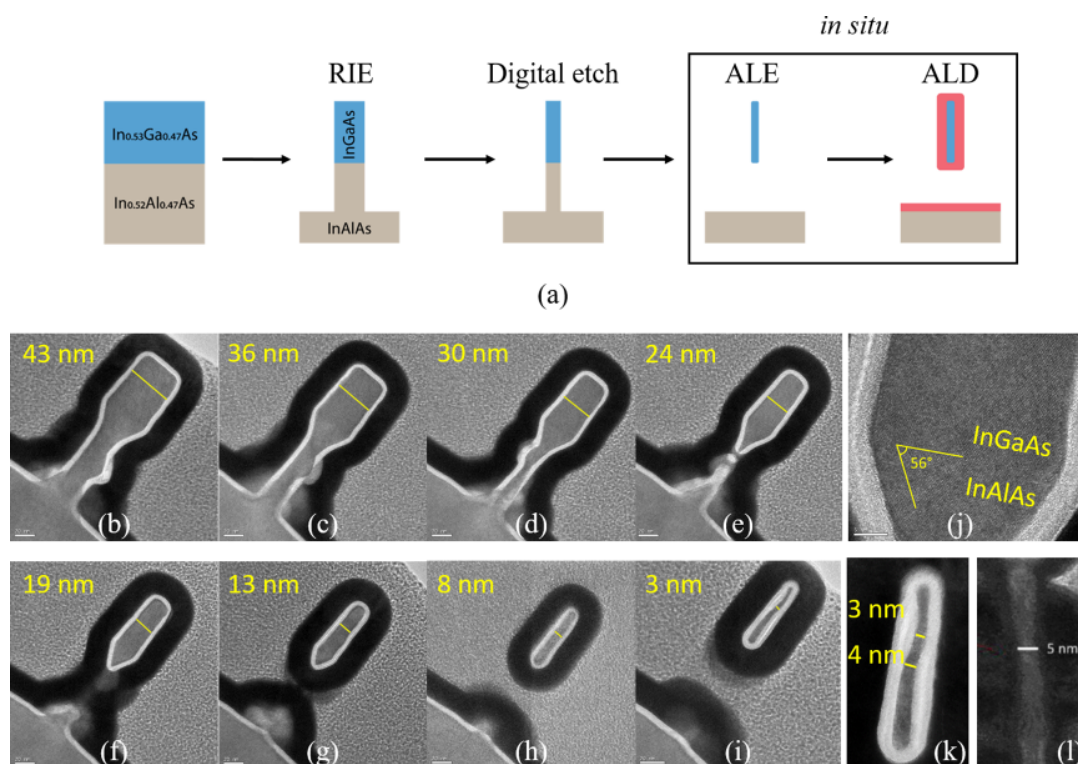 in situ
RIE
Digital etch
ALE
ALD
In0.53Ga0.47As
InGaAs
In0.52Al0.47As
InAlAs
(a)
43 nm
36 nm
30 nm
24 nm
InGaAs
56°
InAlAs
(b)
(c)
(d)
(e)
(j)
19 nm
13 nm
8 nm
3 nm
3 nm
4 nm
5 nm
(f)
(g)
(h)
(i)
(k)
(l)